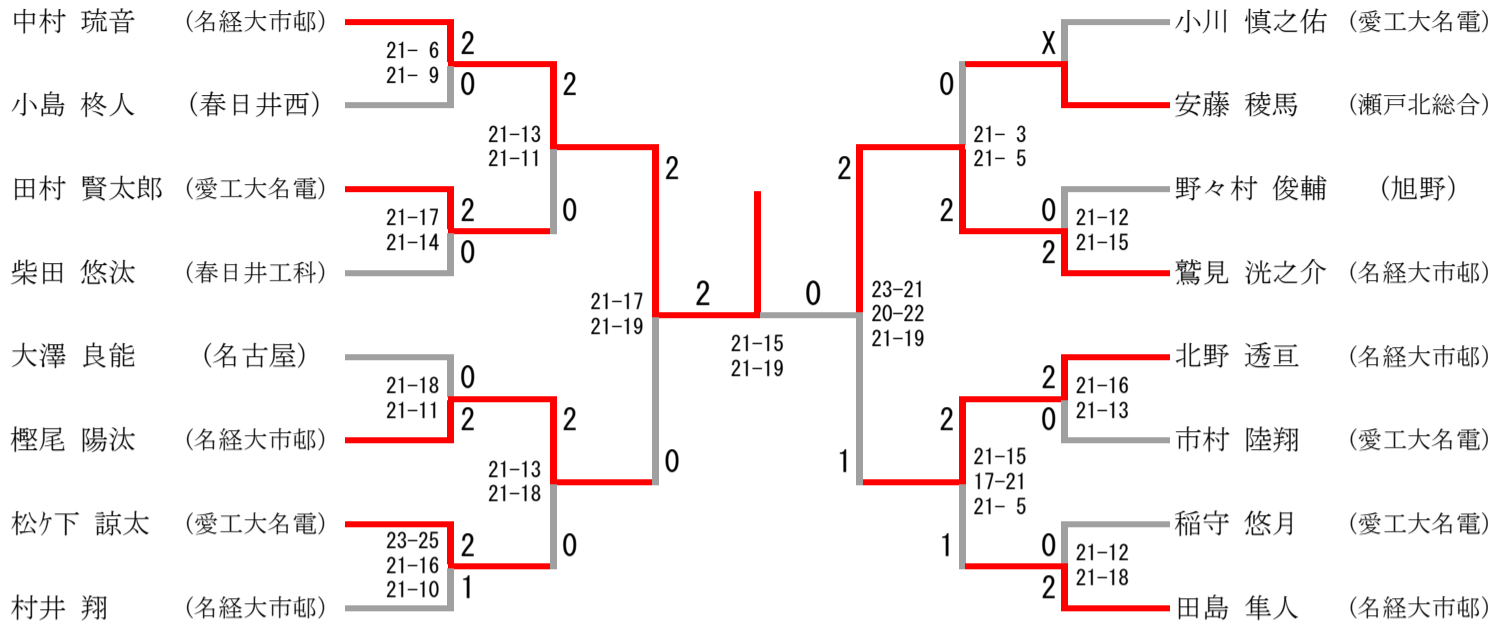 中村 琉音 (名経大市邨)
21- 6 2
21- 9 0
小島 柊人 (春日井西)
2
21-13
21-11
0
田村 賢太郎 (愛工大名電)
21-17 2
21-14 0
柴田 悠汰 (春日井工科)
2
21-17
21-19
0
大澤 良能 (名古屋)
21-18 0
21-11 2
樫尾 陽汰 (名経大市邨)
2
21-13
21-18
0
松ケ下 諒太 (愛工大名電)
23-25 2
21-16
21-10 1
村井 翔 (名経大市邨)
2 0
21-15
21-19
小川 慎之佑 (愛工大名電)
X
安藤 稜馬 (瀬戸北総合)
0
21- 3
21- 5
2
野々村 俊輔 (旭野)
0 21-12
21-15
2
鷲見 洸之介 (名経大市邨)
2
23-21
20-22
21-19
1
北野 透亘 (名経大市邨)
2 21-16
0 21-13
市村 陸翔 (愛工大名電)
2
21-15
17-21
21- 5
1
稲守 悠月 (愛工大名電)
0 21-12
2 21-18
田島 隼人 (名経大市邨)